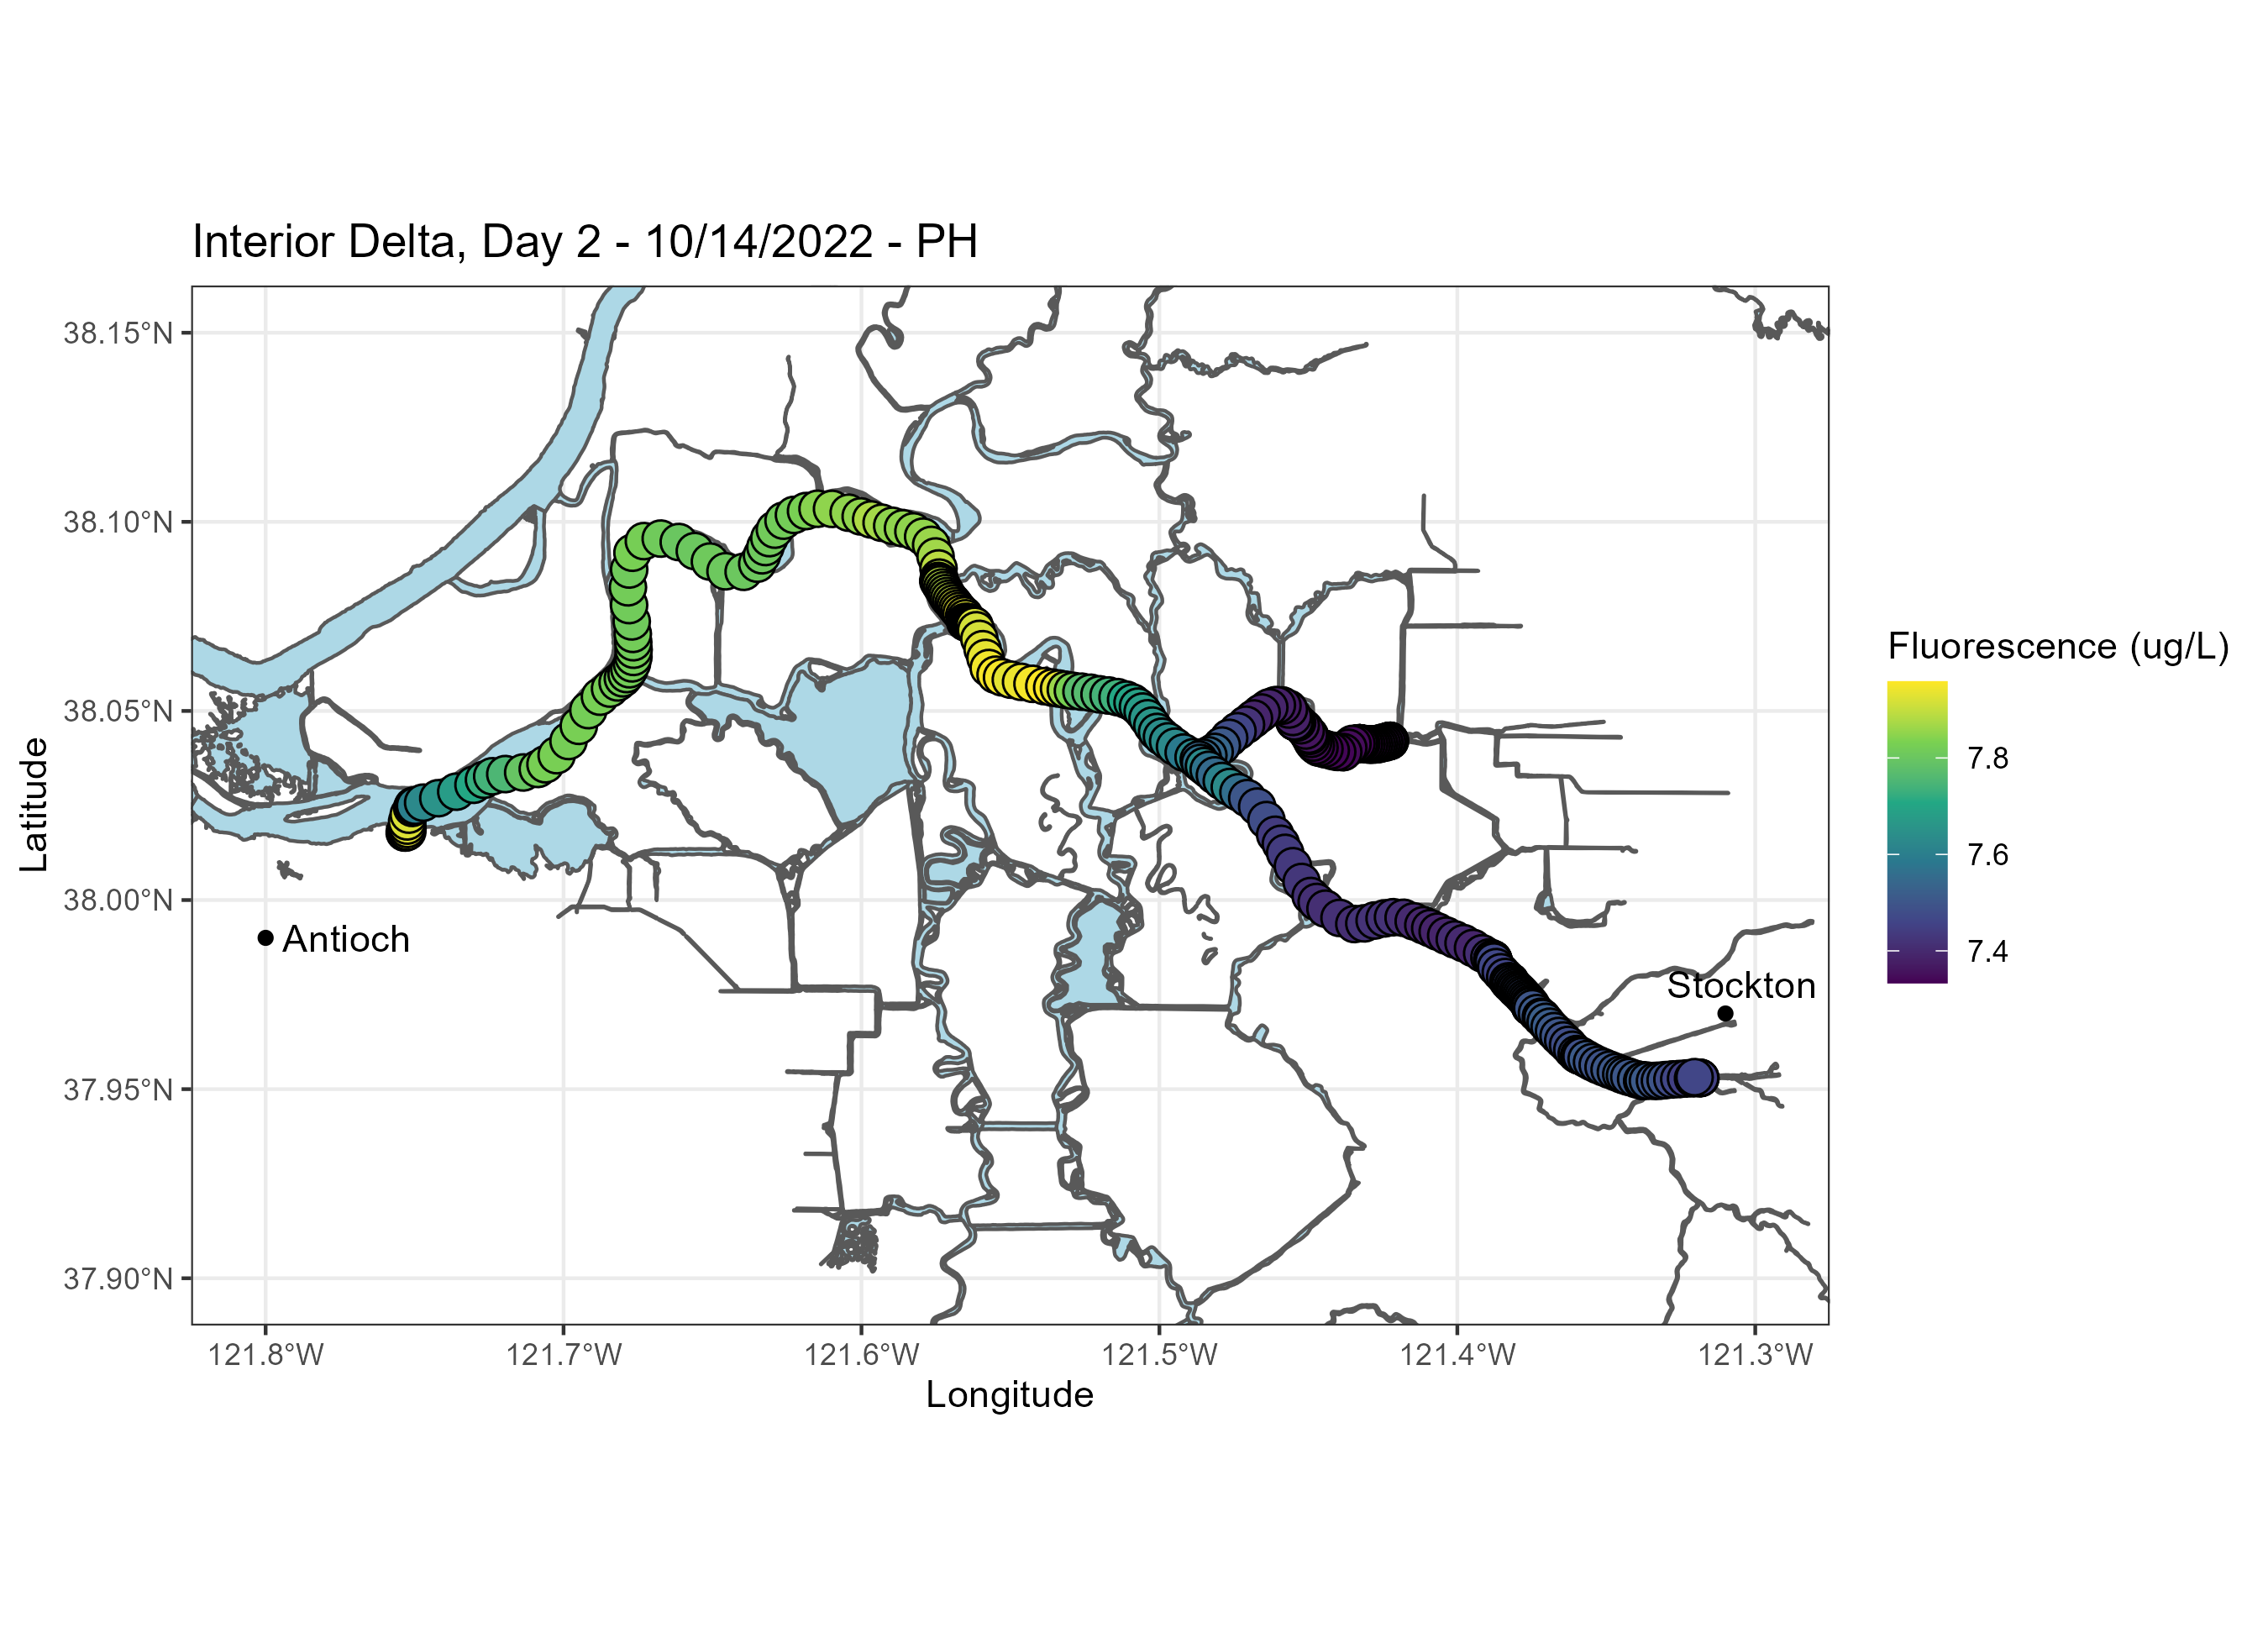 Interior Delta, Day 2 - 10/14/2022 - PH
38.15°N
38.10°N
38.05°N
38.00°N
37.95°N
37.90°N
Latitude
Antioch
Stockton
121.8°W
121.7°W
121.6°W
121.5°W
121.4°W
121.3°W
Longitude
Fluorescence (ug/L)
7.8
7.6
7.4